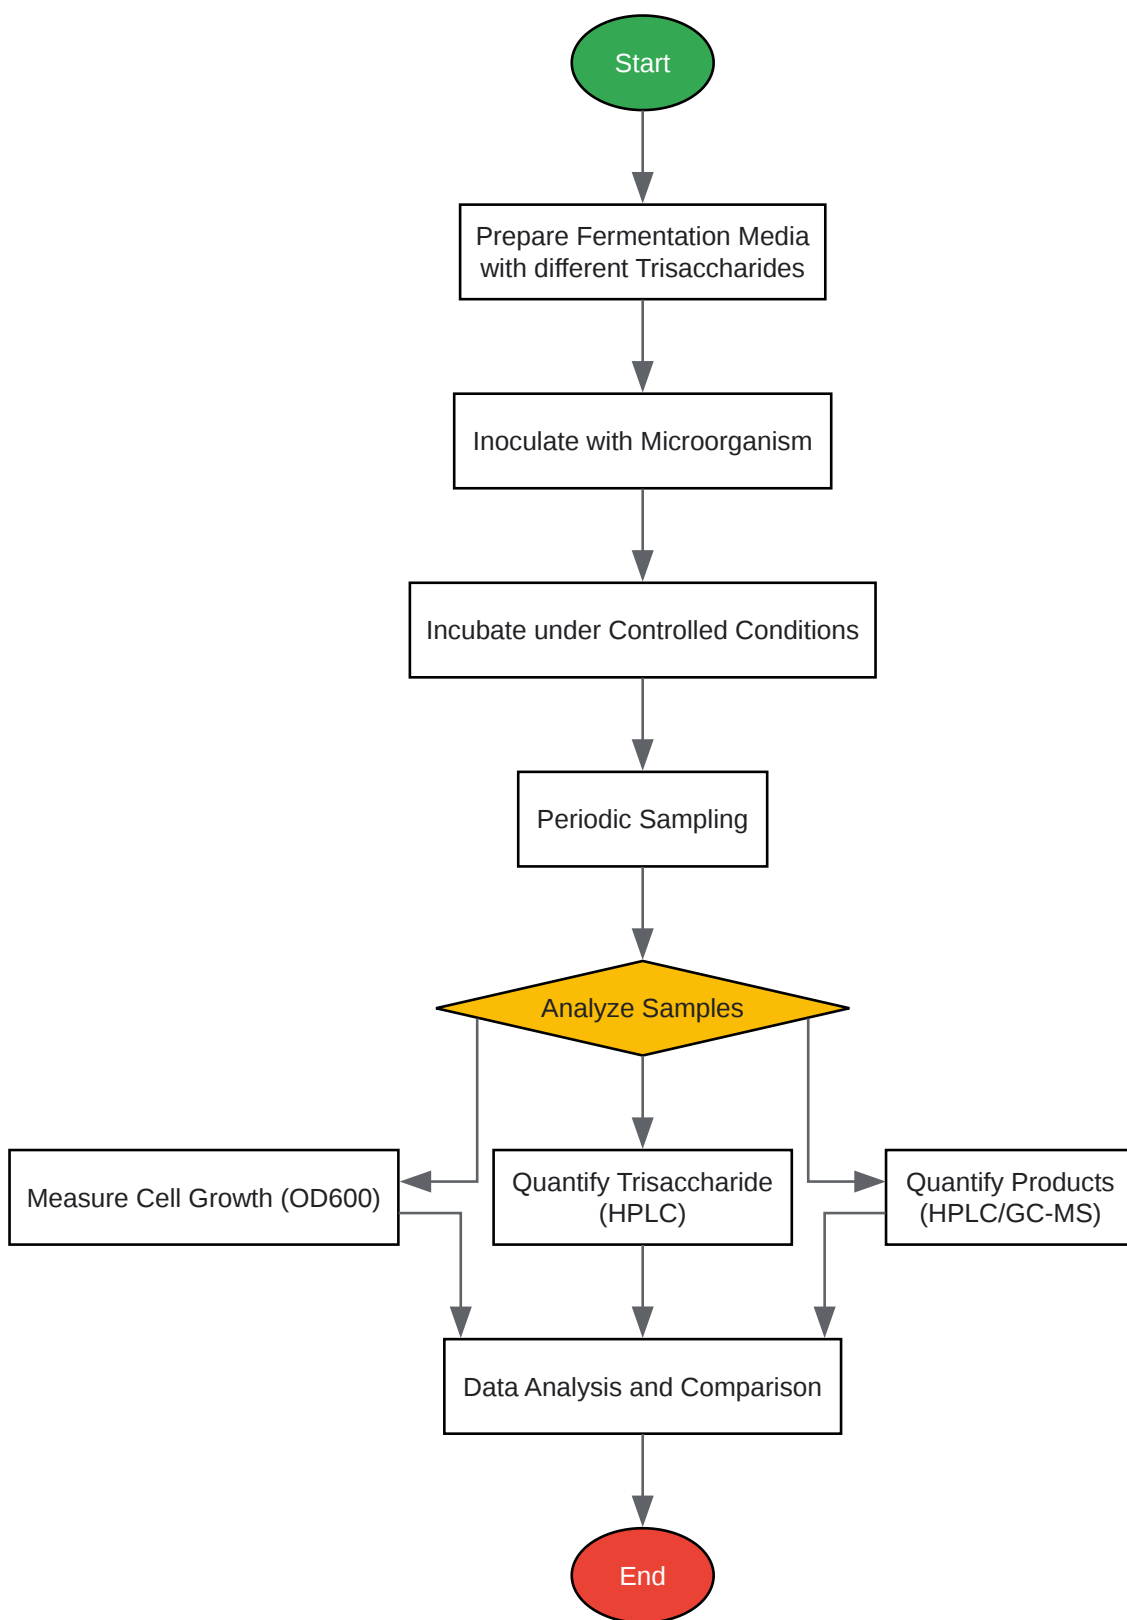 Start
Prepare Fermentation Media
with different Trisaccharides
Inoculate with Microorganism
Incubate under Controlled Conditions
Periodic Sampling
Analyze Samples
Measure Cell Growth (OD600)
Quantify Trisaccharide
(HPLC)
Quantify Products
(HPLC/GC-MS)
Data Analysis and Comparison
End